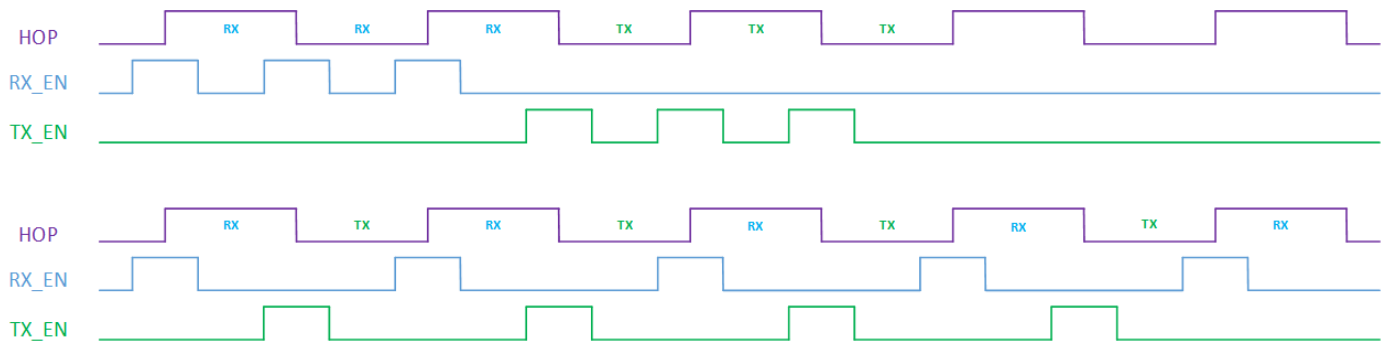 HOP RX RX RX TX TX TX
RX_EN
TX_EN
HOP RX TX RX TX RX TX RX TX RX
RX_EN
TX_EN